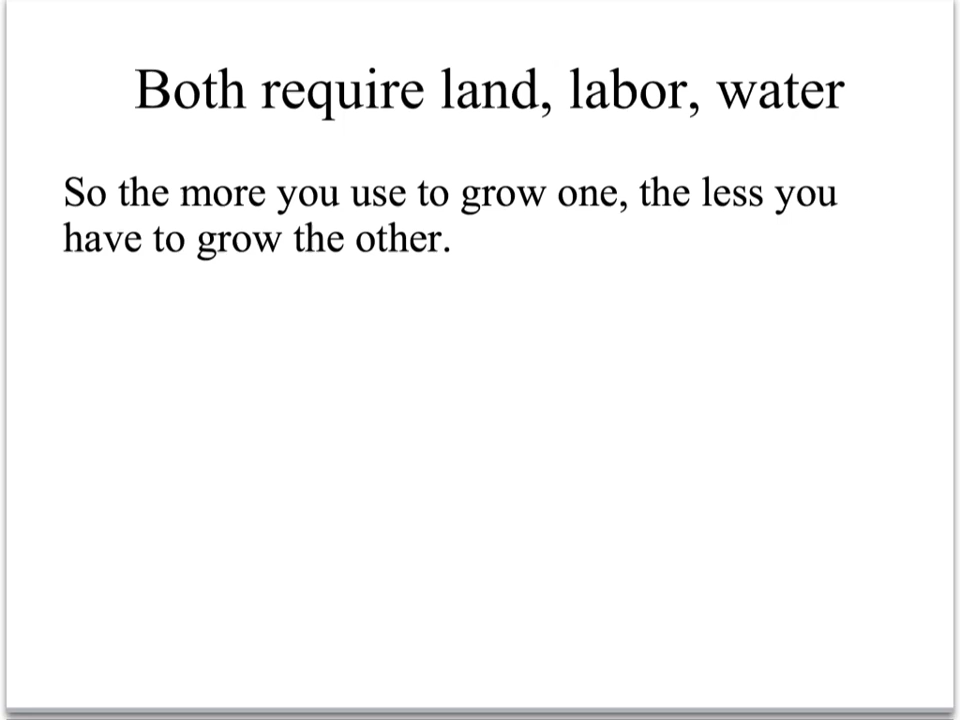 Both require land, labor, water
So the more you use to grow one, the less you
have to grow the other.